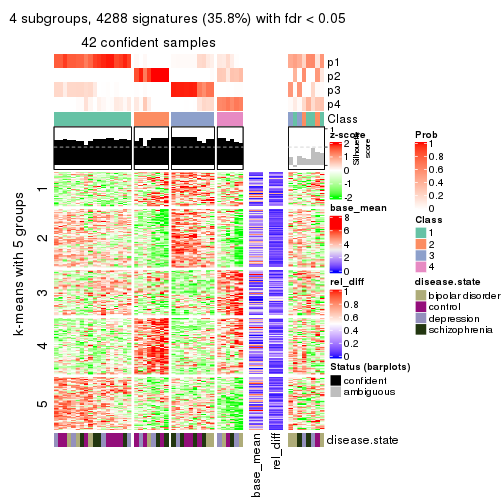 4 subgroups, 4288 signatures (35.8%) with fdr < 0.05
42 confident samples
p1
p2
p3
p4
Class
1
Silhouette
score
z-score
2
1
0
-1
-2
base_mean
8
6
4
2
0
rel_diff
1
0.8
0.6
0.4
0.2
0
Status (barplots)
confident
ambiguous
Prob
1
0.8
0.6
0.4
0.2
0
Class
1
2
3
4
disease.state
bipolar disorder
control
depression
schizophrenia
k-means with 5 groups
1
2
3
4
5
disease.state
base_mean
rel_diff